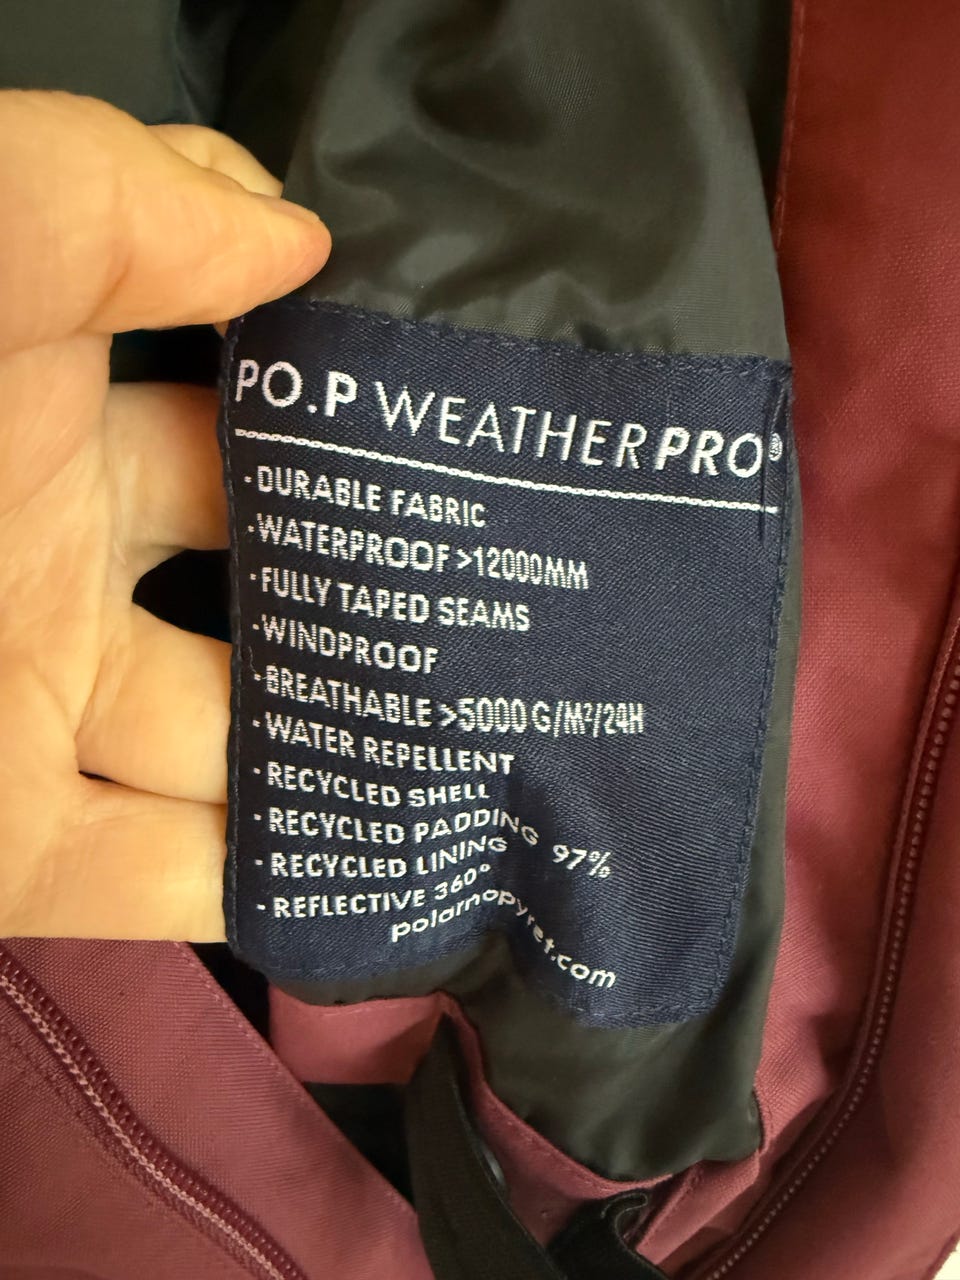 PO.P WEATHERPRO®
- DURABLE FABRIC
- WATERPROOF >12000MM
- FULLY TAPED SEAMS
- WINDPROOF
- BREATHABLE >5000 G/M²/24H
- WATER REPELLENT
- RECYCLED SHELL
- RECYCLED PADDING 97%
- RECYCLED LINING
- REFLECTIVE 360°
polarnopyret.com